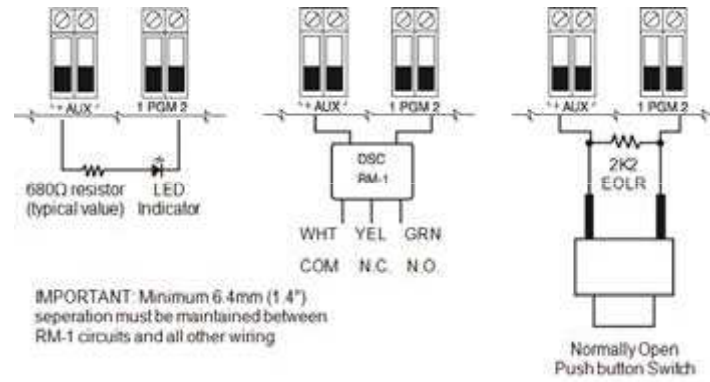 + AUX - 1 PGM 2
680Ω resistor
(typical value)
LED
Indicator
+ AUX - 1 PGM 2
DSC
RM-1
WHT YEL GRN
COM N.C. N.O.
IMPORTANT: Minimum 6.4mm (1.4")
seperation must be maintained between
RM-1 circuits and all other wiring
+ AUX - 1 PGM 2
2K2
EOLR
Normally Open
Push button Switch